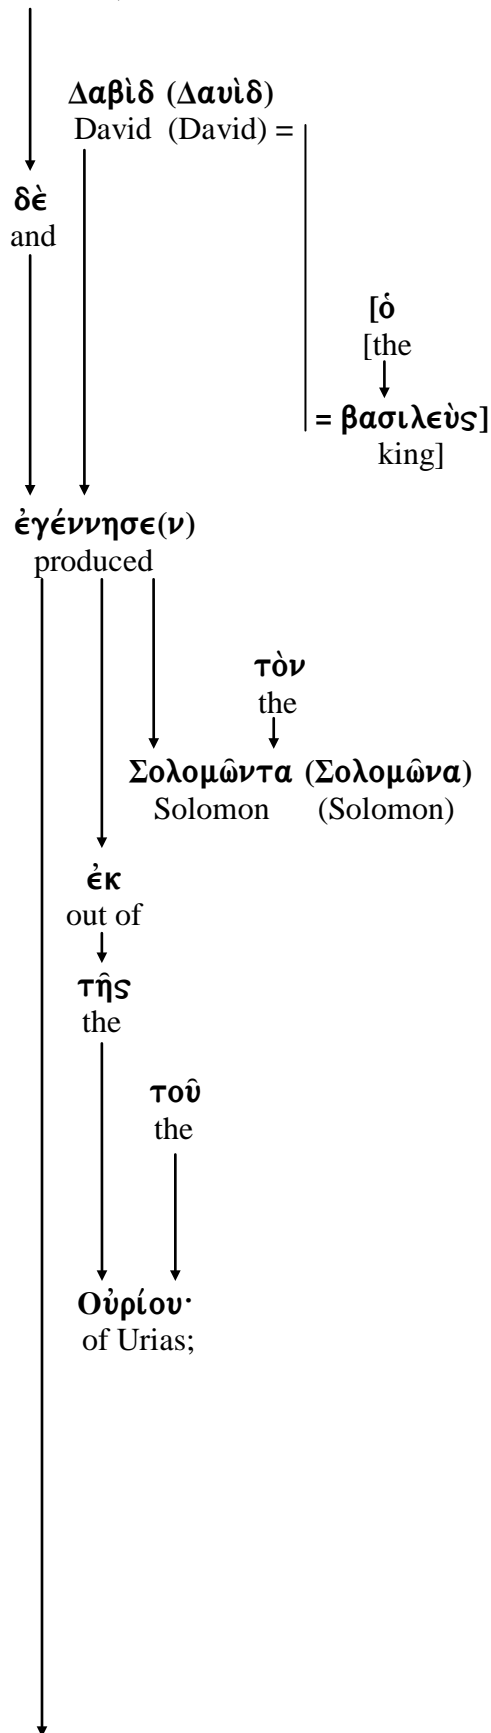 Δαβὶδ (Δαυὶδ)
David (David) =
δὲ
and
[ὁ
[the
= βασιλεὺς]
king]
ἐγέννησε(ν)
produced
τὸν
the
Σολομῶντα (Σολομῶνα)
Solomon (Solomon)
ἐκ
out of
τῆς
the
τοῦ
the
Οὐρίου·
of Urias;